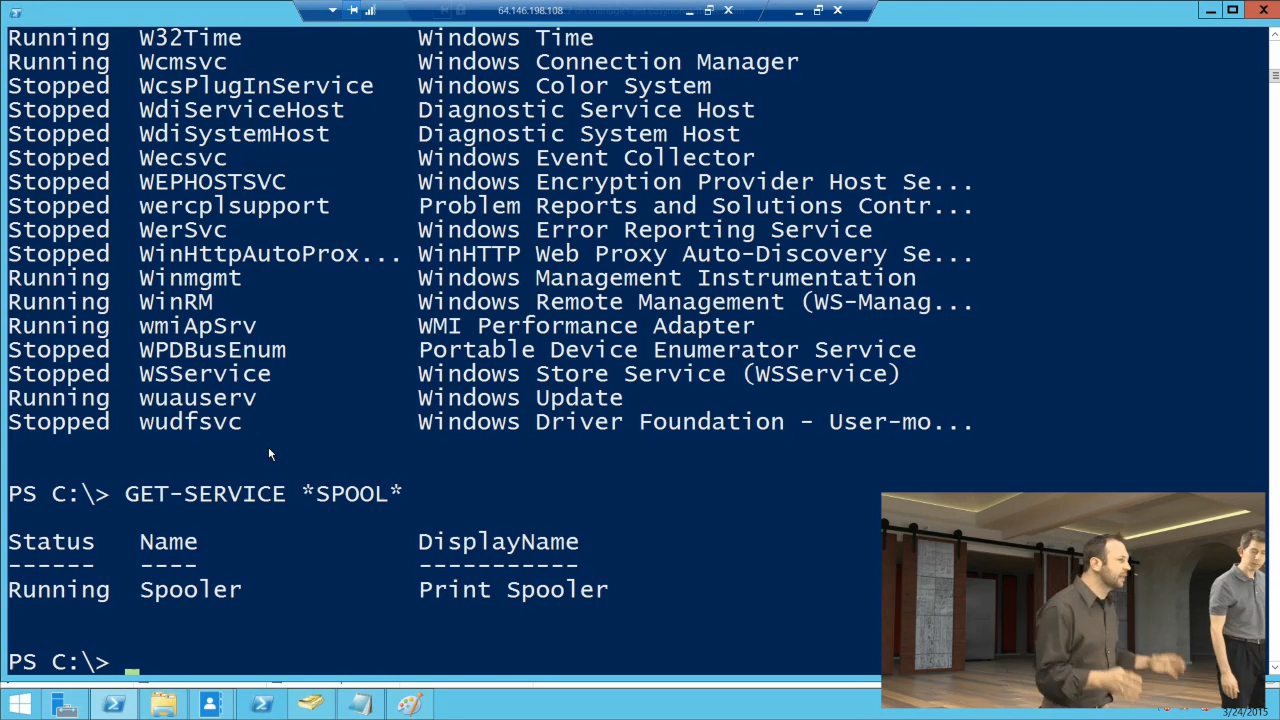 64.146.198.108
Running W32Time Windows Time
Running Wcmsvc Windows Connection Manager
Stopped WcsPlugInService Windows Color System
Stopped WdiServiceHost Diagnostic Service Host
Stopped WdiSystemHost Diagnostic System Host
Stopped Wecsvc Windows Event Collector
Stopped WEPHOSTSVC Windows Encryption Provider Host Se...
Stopped wercplsupport Problem Reports and Solutions Contr...
Stopped WerSvc Windows Error Reporting Service
Stopped WinHttpAutoProx... WinHTTP Web Proxy Auto-Discovery Se...
Running Winmgmt Windows Management Instrumentation
Running WinRM Windows Remote Management (WS-Manag...
Running wmiApSrv WMI Performance Adapter
Stopped WPDBusEnum Portable Device Enumerator Service
Stopped WSService Windows Store Service (WSService)
Running wuauserv Windows Update
Stopped wudfsvc Windows Driver Foundation - User-mo...
PS C:\> GET-SERVICE *SPOOL*
Status Name DisplayName
------ ---- -----------
Running Spooler Print Spooler
PS C:\>
3/24/2015